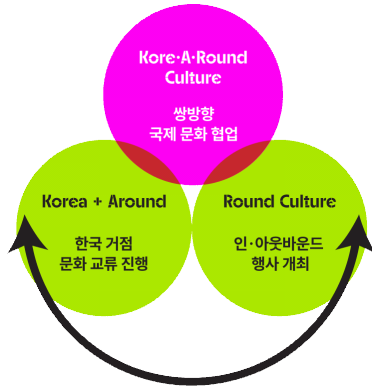 Kore·A·Round
Culture
쌍방향
국제 문화 협업
Korea + Around
한국 거점
문화 교류 진행
Round Culture
인·아웃바운드
행사 개최